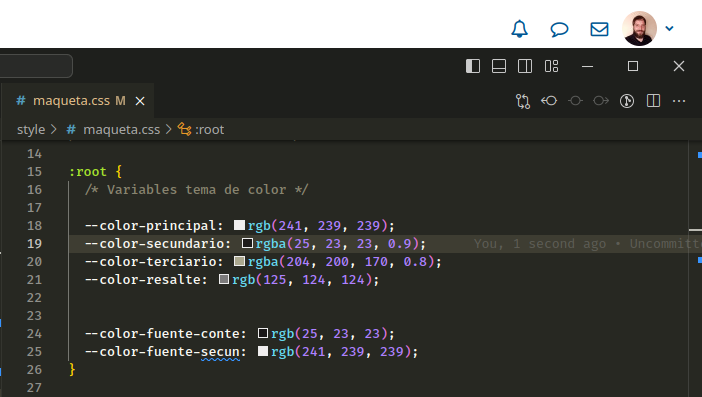 # maqueta.css M
style > # maqueta.css > :root
14
15 :root {
16 /* Variables tema de color */
17
18 --color-principal: rgb(241, 239, 239);
19 --color-secundario: rgba(25, 23, 23, 0.9); You, 1 second ago • Uncommitte
20 --color-terciario: rgba(204, 200, 170, 0.8);
21 --color-resalte: rgb(125, 124, 124);
22
23
24 --color-fuente-conte: rgb(25, 23, 23);
25 --color-fuente-secun: rgb(241, 239, 239);
26 }
27